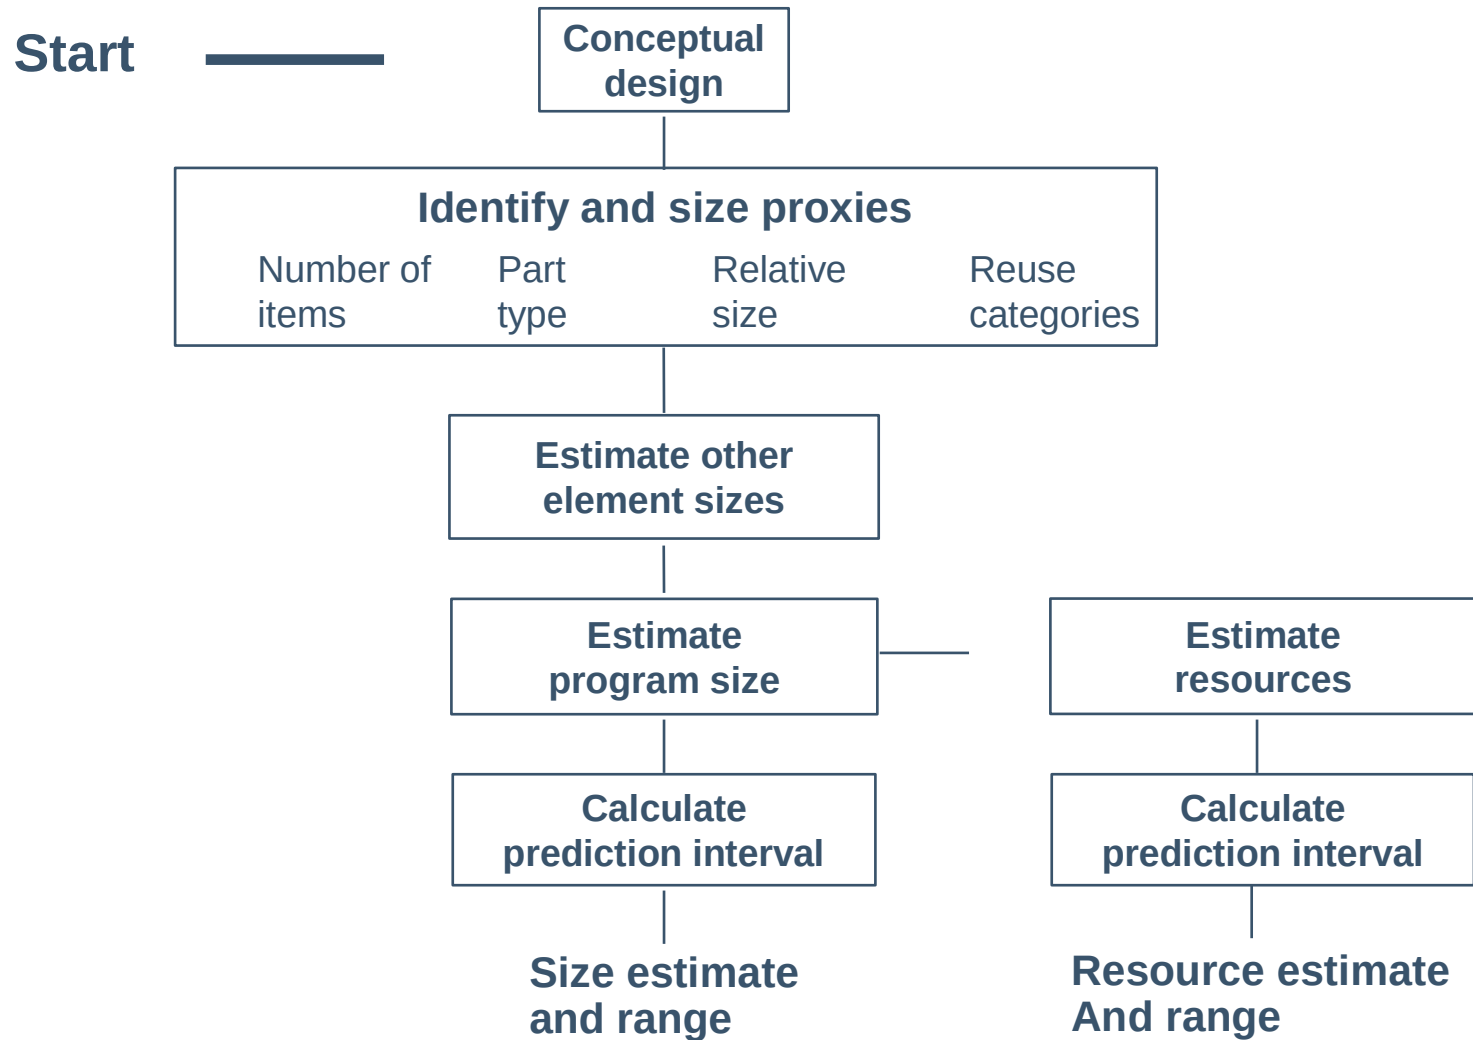 Start
Conceptual
design
Identify and size proxies
Number of
items
Part
type
Relative
size
Reuse
categories
Estimate other
element sizes
Estimate
program size
Estimate
resources
Calculate
prediction interval
Calculate
prediction interval
Size estimate
and range
Resource estimate
And range